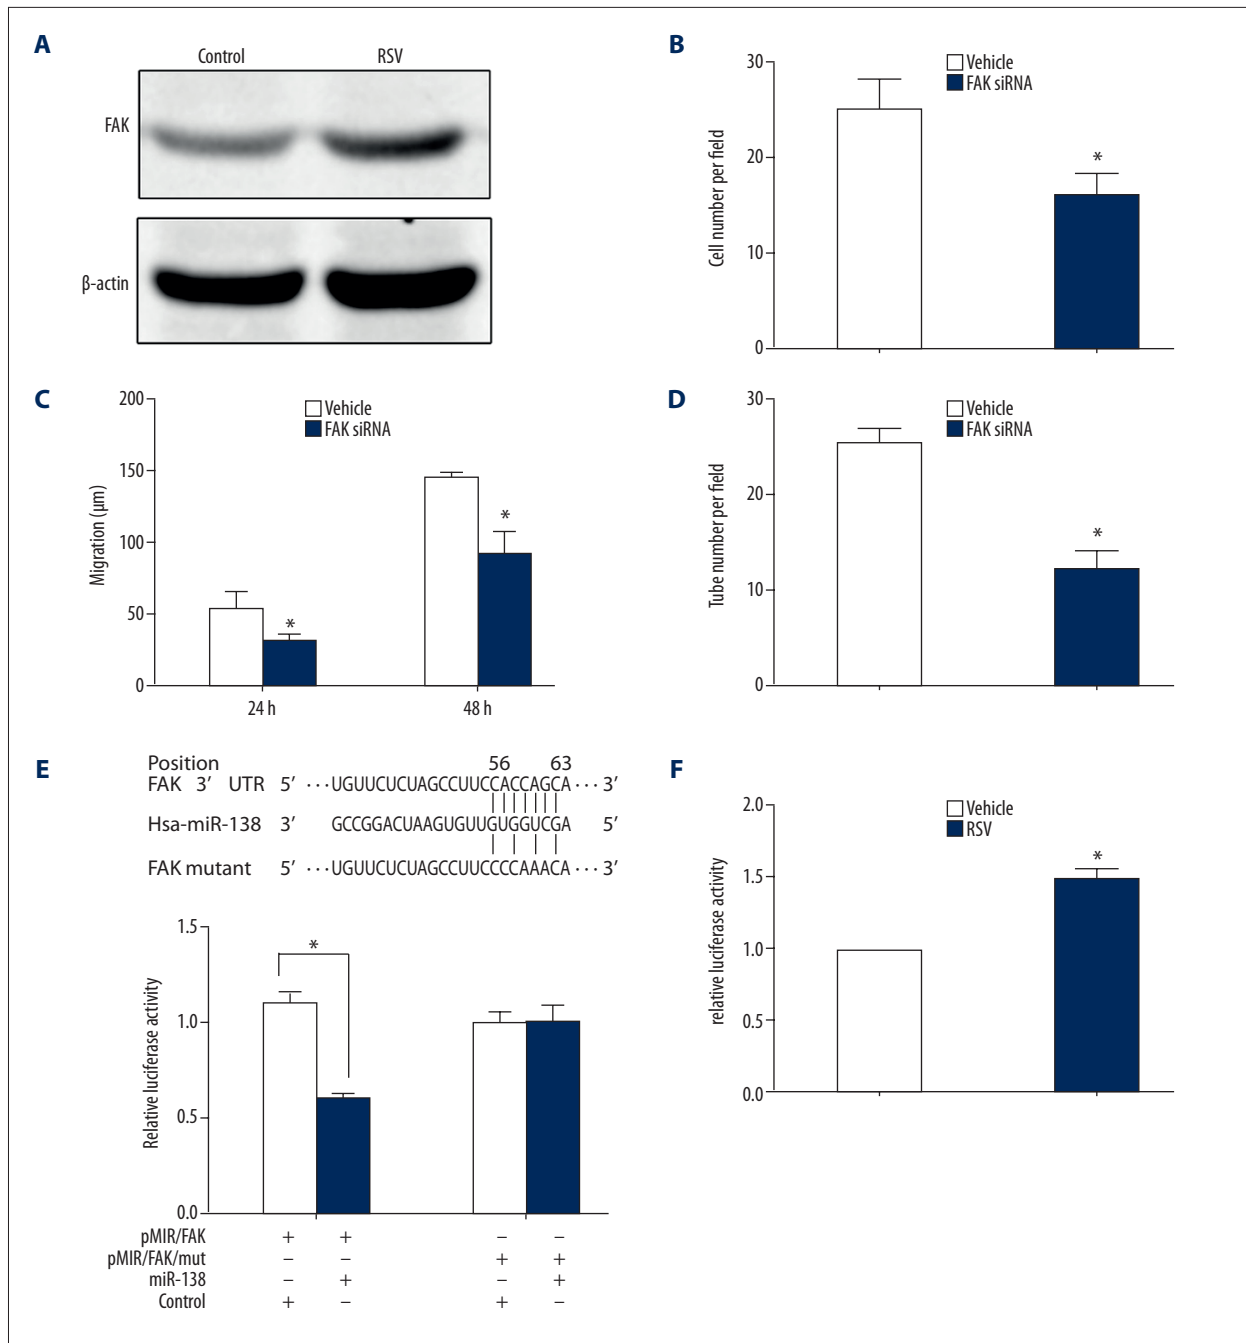 A
Control RSV
FAK
β-actin
B
30
20
10
0
Cell number per field
Vehicle
FAK siRNA
*
C
200
150
100
50
0
Migration (µm)
Vehicle
FAK siRNA
*
*
24 h 48 h
D
30
20
10
0
Tube number per field
Vehicle
FAK siRNA
*
E
Position 56 63
FAK 3′ UTR 5′ ···UGUUCUCUAGCCUUCCACCAGCA···3′
Hsa-miR-138 3′ GCCGGACUAAGUGUUGUGGUCGA 5′
FAK mutant 5′ ···UGUUCUCUAGCCUUCCCCAAACA···3′
1.5
1.0
0.5
0.0
Relative luciferase activity
*
pMIR/FAK + + – –
pMIR/FAK/mut – – + +
miR-138 – + – +
Control + – + –
F
2.0
1.5
1.0
0.5
0.0
relative luciferase activity
Vehicle
RSV
*